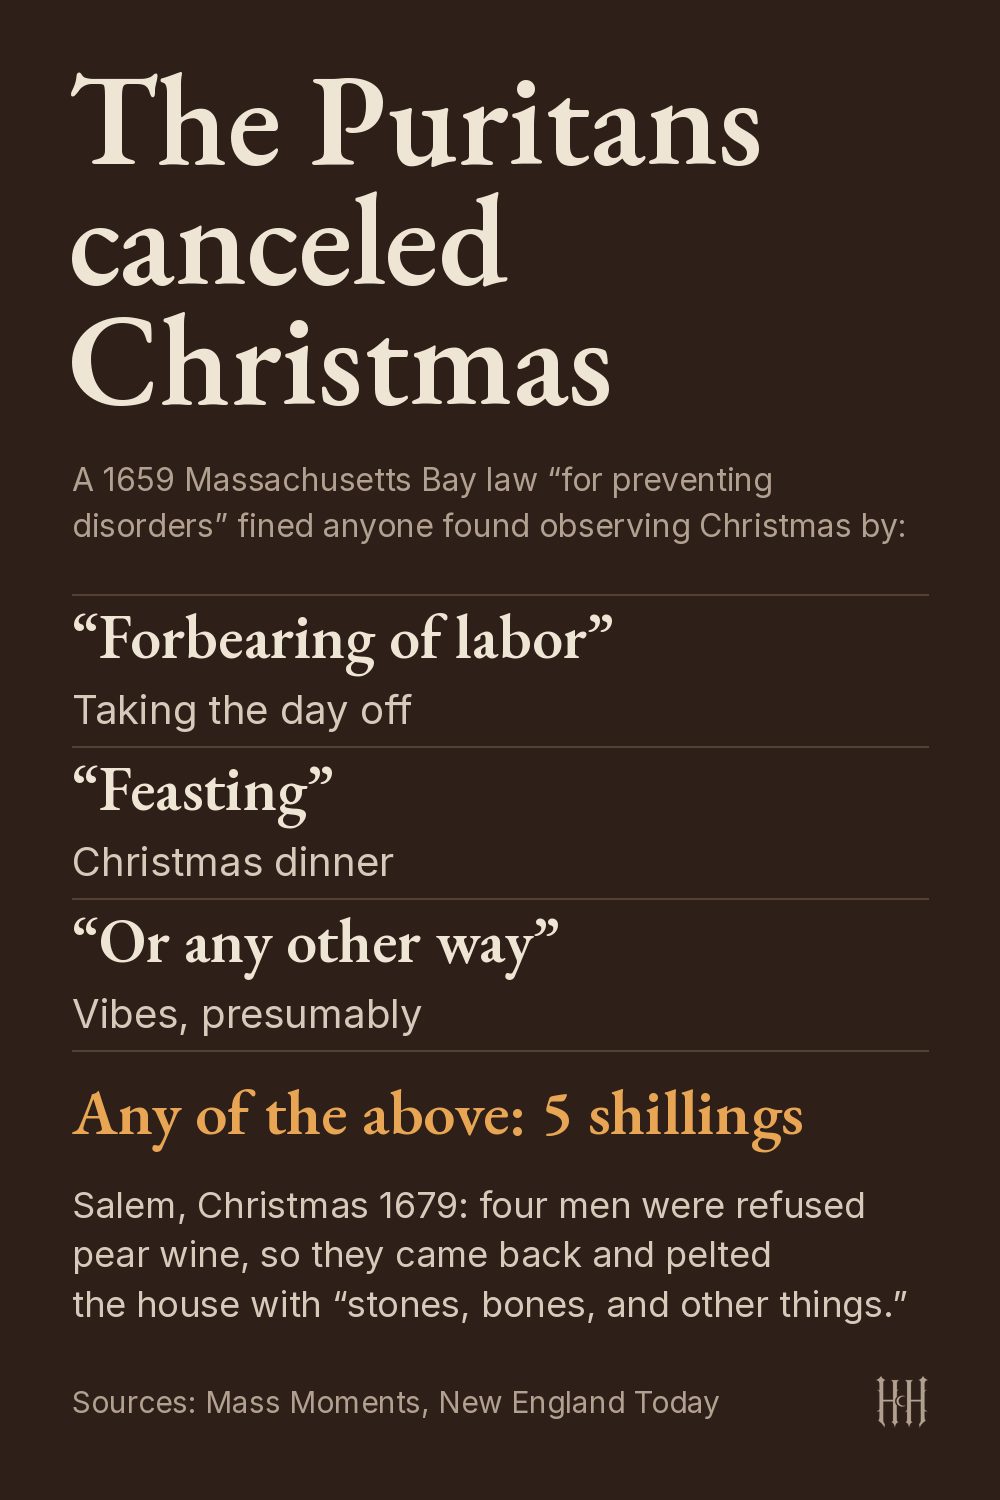 The Puritans
canceled
Christmas
A 1659 Massachusetts Bay law “for preventing
disorders” fined anyone found observing Christmas by:
“Forbearing of labor”
Taking the day off
“Feasting”
Christmas dinner
“Or any other way”
Vibes, presumably
Any of the above: 5 shillings
Salem, Christmas 1679: four men were refused
pear wine, so they came back and pelted
the house with “stones, bones, and other things.”
Sources: Mass Moments, New England Today
HCH